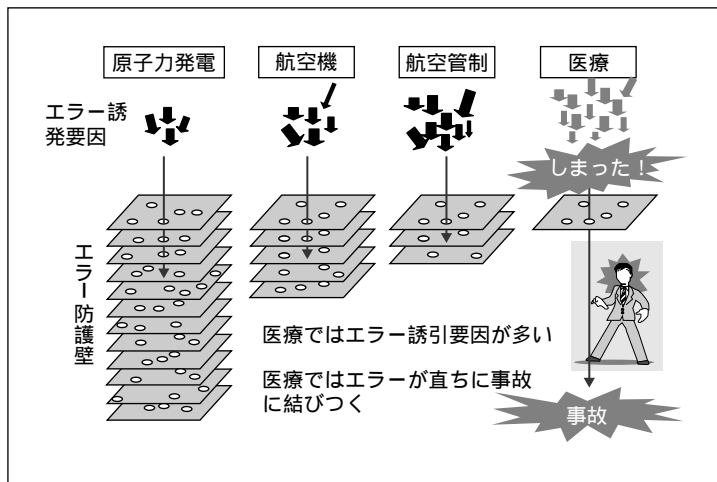 原子力発電
航空機
航空管制
医療
エラー誘
発要因
しまった！
エラー防護壁
医療ではエラー誘引要因が多い
医療ではエラーが直ちに事故
に結びつく
事故